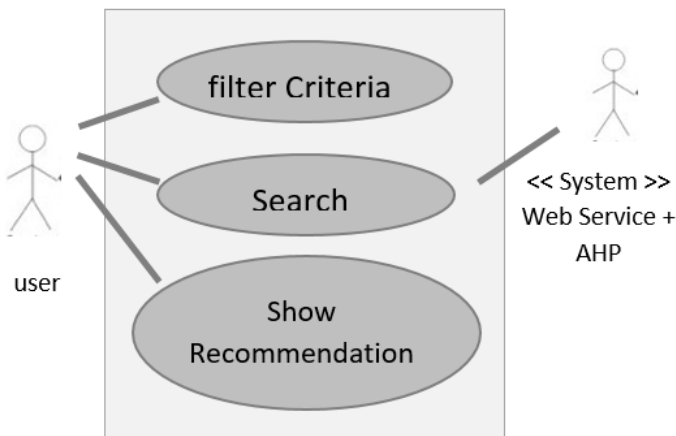 filter Criteria
Search
<< System >>
Web Service +
AHP
user
Show
Recommendation